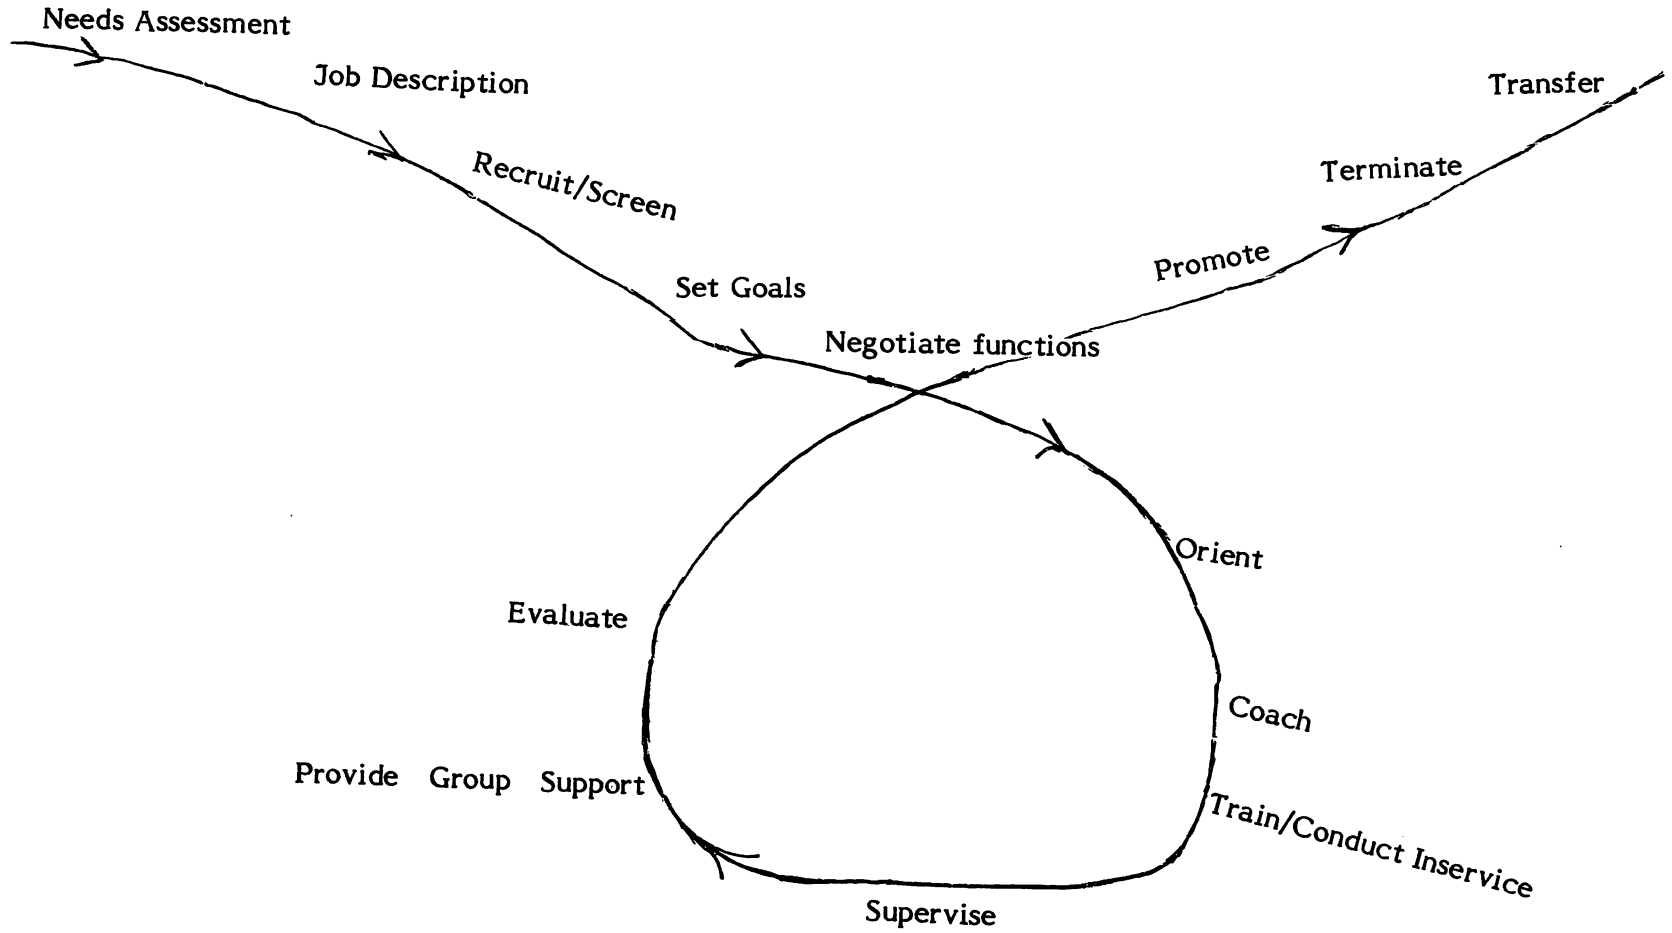 Needs Assessment
Job Description
Recruit/Screen
Set Goals
Negotiate functions
Orient
Coach
Train/Conduct Inservice
Supervise
Provide Group Support
Evaluate
Promote
Terminate
Transfer